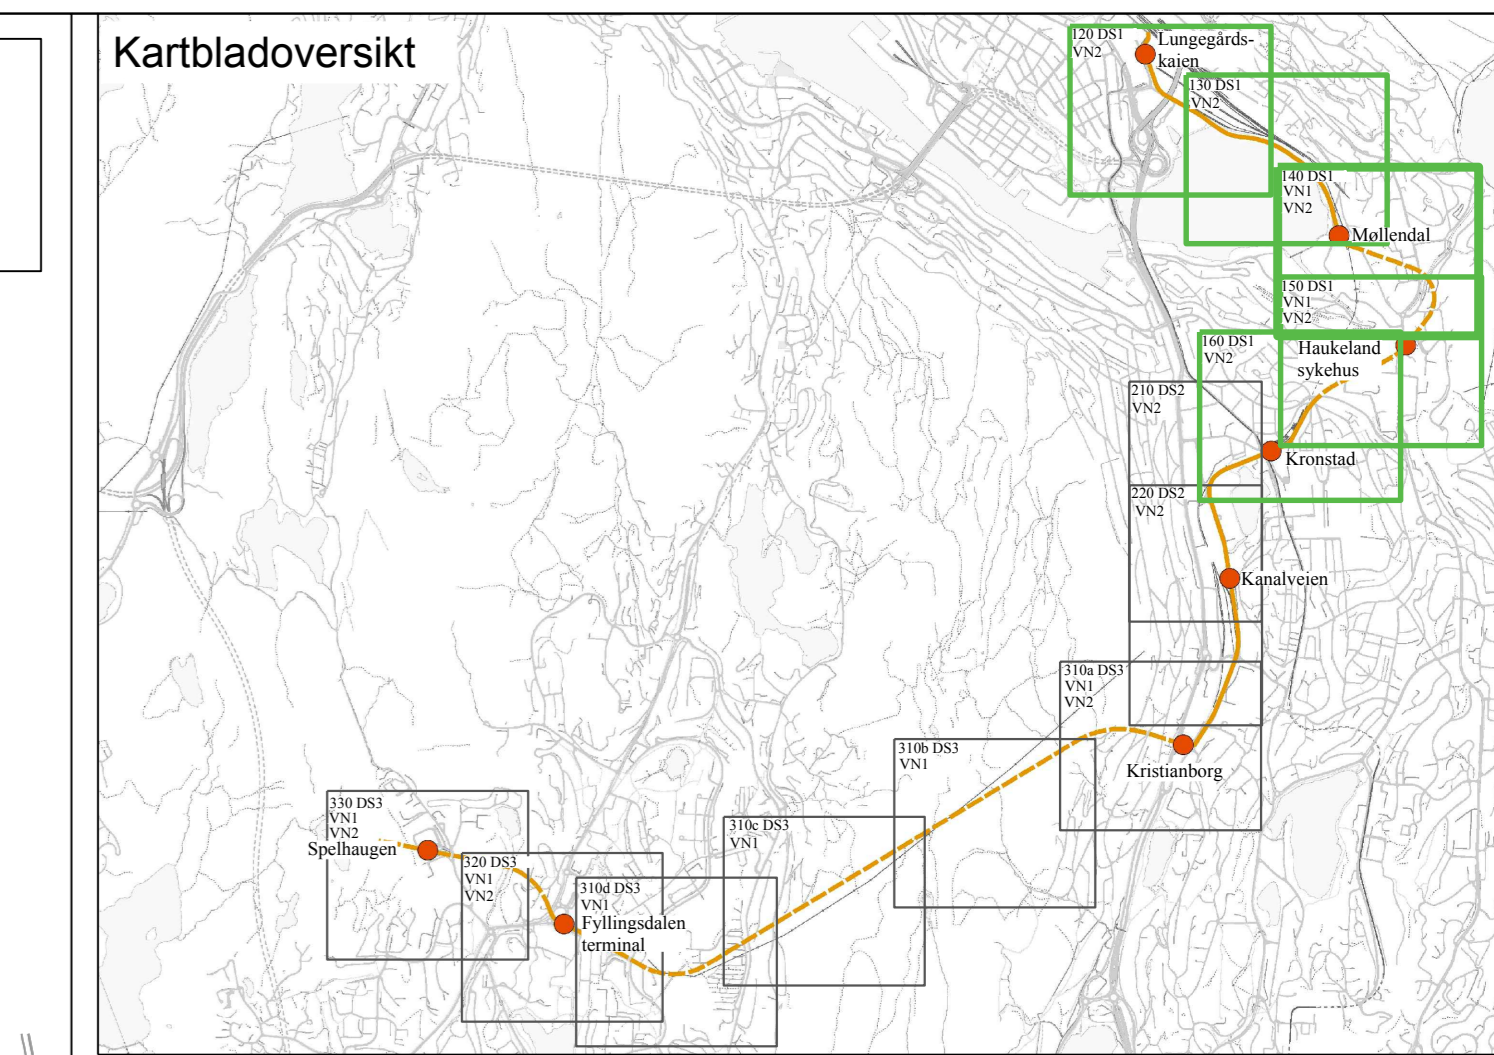 Kartbladoversikt
120 DS1
VN2
Lungegårds-
kaien
130 DS1
VN2
140 DS1
VN1
VN2
Møllendal
150 DS1
VN1
VN2
160 DS1
VN2
Haukeland
sykehus
210 DS2
VN2
Kronstad
220 DS2
VN2
Kanalveien
310a DS3
VN1
VN2
310b DS3
VN1
Kristianborg
330 DS3
VN1
VN2
Spelhaugen
310c DS3
VN1
320 DS3
VN1
VN2
310d DS3
VN1
Fyllingsdalen
terminal